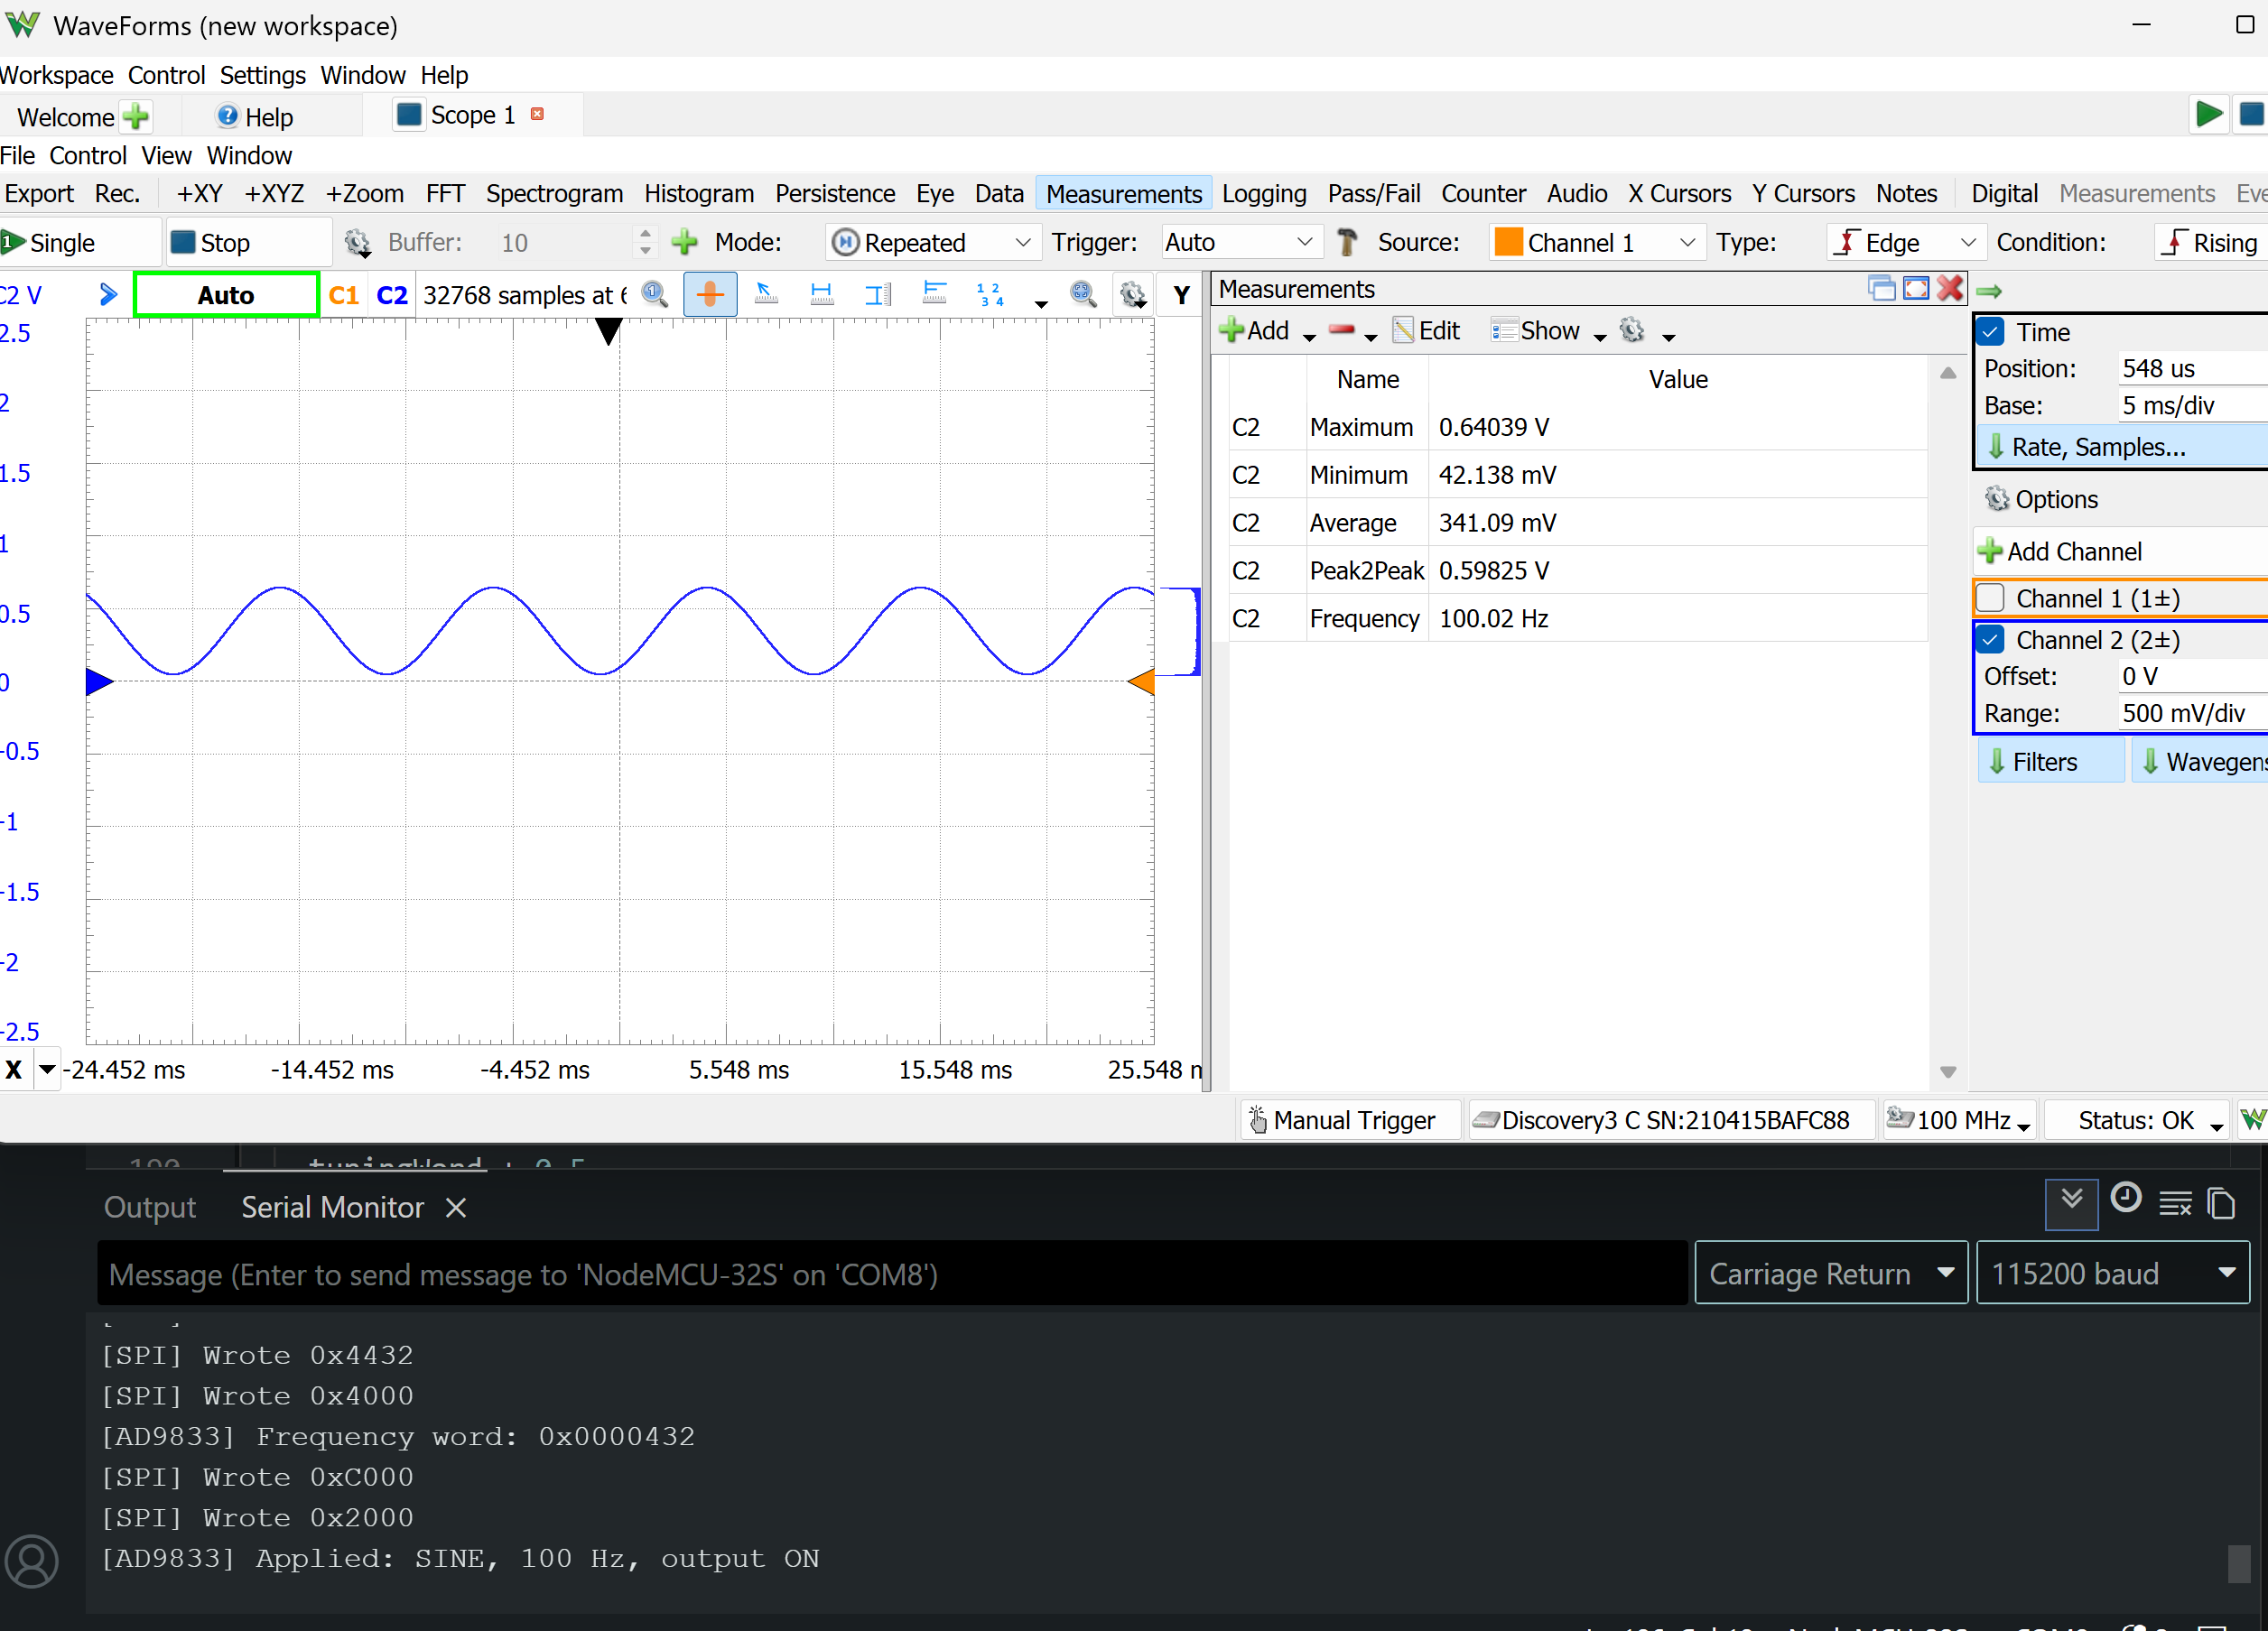 WaveForms (new workspace)
Workspace Control Settings Window Help
Welcome Help Scope 1
File Control View Window
Export Rec. +XY +XYZ +Zoom FFT Spectrogram Histogram Persistence Eye Data Measurements Logging Pass/Fail Counter Audio X Cursors Y Cursors Notes Digital Measurements
Single Stop Buffer: 10 Mode: Repeated Trigger: Auto Source: Channel 1 Type: Edge Condition: Rising
C2 V Auto C1 C2 32768 samples at Y
2.5
2
1.5
1
0.5
0
-0.5
-1
-1.5
-2
-2.5
X -24.452 ms -14.452 ms -4.452 ms 5.548 ms 15.548 ms 25.548
Measurements
Add Edit Show
Name Value
C2 Maximum 0.64039 V
C2 Minimum 42.138 mV
C2 Average 341.09 mV
C2 Peak2Peak 0.59825 V
C2 Frequency 100.02 Hz
Time
Position: 548 us
Base: 5 ms/div
Rate, Samples...
Options
Add Channel
Channel 1 (1±)
Channel 2 (2±)
Offset: 0 V
Range: 500 mV/div
Filters Wavegens
Manual Trigger Discovery3 C SN:210415BAFC88 100 MHz Status: OK
Output Serial Monitor
Message (Enter to send message to 'NodeMCU-32S' on 'COM8') Carriage Return 115200 baud
[SPI] Wrote 0x4432
[SPI] Wrote 0x4000
[AD9833] Frequency word: 0x0000432
[SPI] Wrote 0xC000
[SPI] Wrote 0x2000
[AD9833] Applied: SINE, 100 Hz, output ON